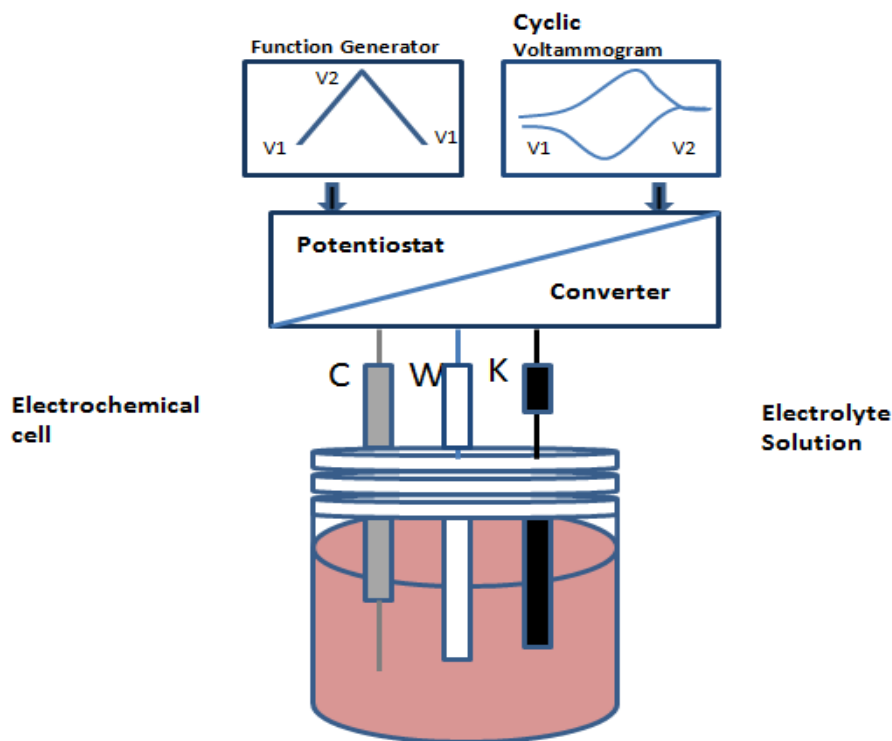 Cyclic
Function Generator
Voltammogram
V2
V1
V1
V1
V2
Potentiostat
Converter
C
W
K
Electrochemical
cell
Electrolyte
Solution